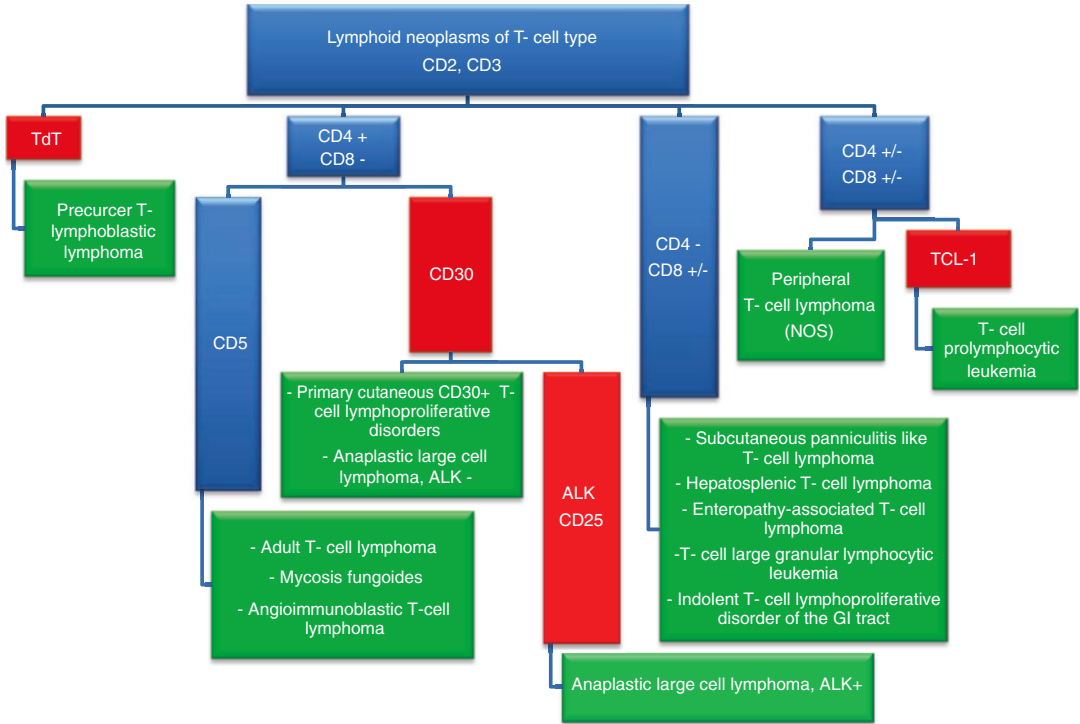 Lymphoid neoplasms of T- cell type
CD2, CD3
TdT
Precurcer T-
lymphoblastic
lymphoma
CD4 +
CD8 -
CD5
- Adult T- cell lymphoma
- Mycosis fungoides
- Angioimmunoblastic T-cell
lymphoma
CD30
- Primary cutaneous CD30+ T-
cell lymphoproliferative
disorders
- Anaplastic large cell
lymphoma, ALK -
ALK
CD25
Anaplastic large cell lymphoma, ALK+
CD4 -
CD8 +/-
- Subcutaneous panniculitis like
T- cell lymphoma
- Hepatosplenic T- cell lymphoma
- Enteropathy-associated T- cell
lymphoma
-T- cell large granular lymphocytic
leukemia
- Indolent T- cell lymphoproliferative
disorder of the GI tract
CD4 +/-
CD8 +/-
Peripheral
T- cell lymphoma
(NOS)
TCL-1
T- cell
prolymphocytic
leukemia